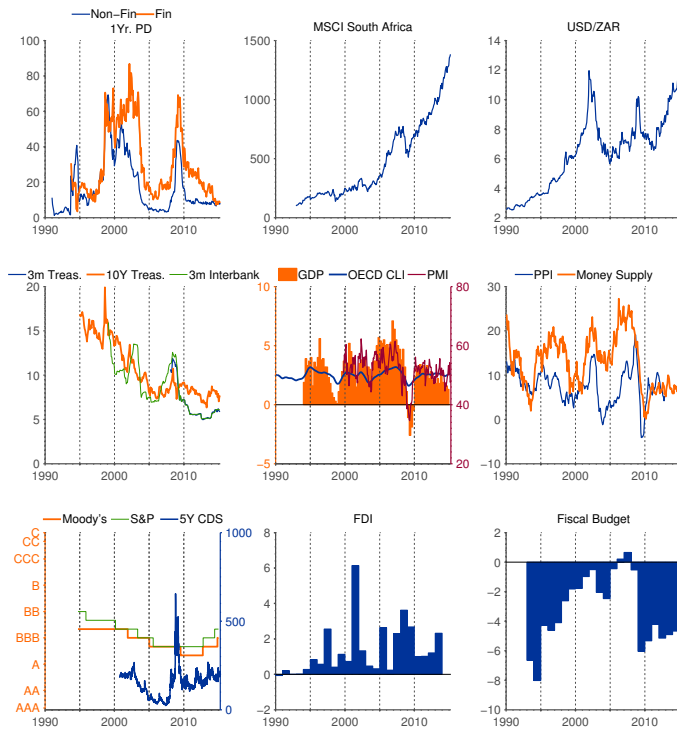 Non-Fin Fin
1Yr. PD
100
80
60
40
20
0
1990 2000 2010
MSCI South Africa
1500
1000
500
0
1990 2000 2010
USD/ZAR
14
12
10
8
6
4
2
1990 2000 2010
3m Treas. 10Y Treas. 3m Interbank
20
15
10
5
0
1990 2000 2010
GDP OECD CLI PMI
10 80
5 60
0 40
-5 20
1990 2000 2010
PPI Money Supply
30
20
10
0
-10
1990 2000 2010
Moody's S&P 5Y CDS
C 1000
CC
CCC
B
BB 500
BBB
A
AA
AAA 0
1990 2000 2010
FDI
8
6
4
2
0
-2
1990 2000 2010
Fiscal Budget
2
0
-2
-4
-6
-8
-10
1990 2000 2010